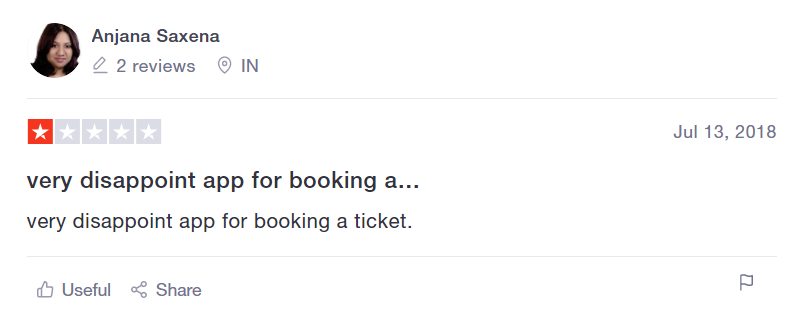 Anjana Saxena
2 reviews IN
Jul 13, 2018
very disappoint app for booking a...
very disappoint app for booking a ticket.
Useful Share